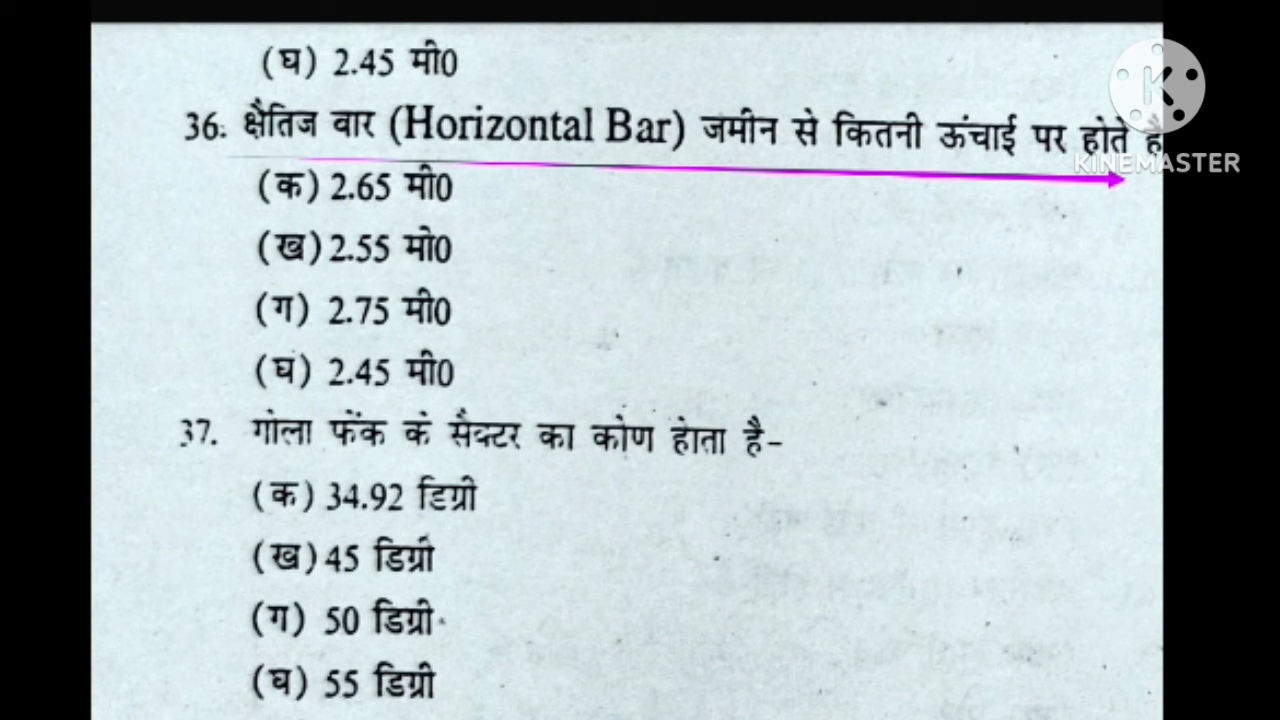 (घ) 2.45 मी0
36. क्षैतिज वार (Horizontal Bar) जमीन से कितनी ऊंचाई पर होते है
KINEMASTER
(क) 2.65 मी0
(ख) 2.55 मो0
(ग) 2.75 मी0
(घ) 2.45 मी0
37. गोला फेंक के सैक्टर का कोण हेाता है-
(क) 34.92 डिग्री
(ख) 45 डिग्री
(ग) 50 डिग्री
(घ) 55 डिग्री